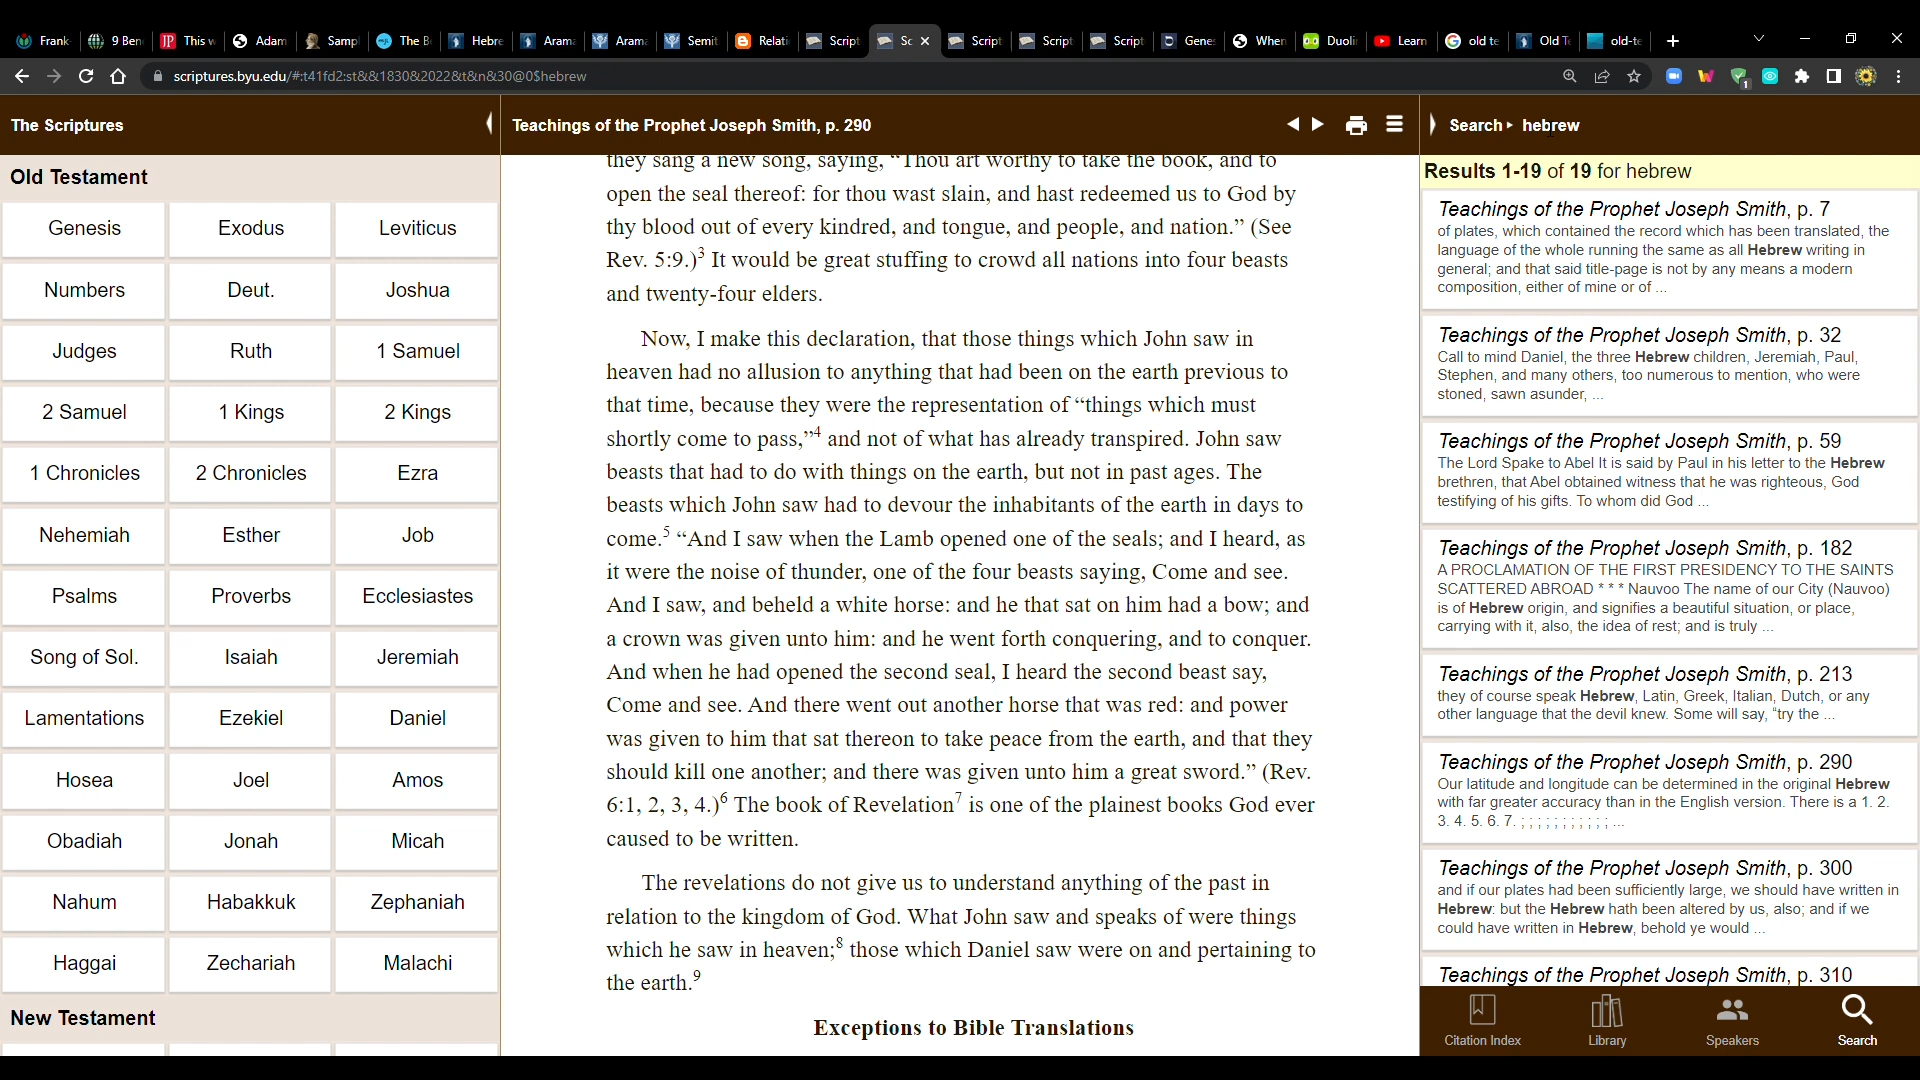 Frank
9 Ben
This w
Adam
Samp
The B
Hebre
Arama
Arama
Semit
Relati
Script
Sc
Script
Script
Script
Genes
When
Duolin
Learn
old te
Old Te
old-te
scriptures.byu.edu/#:t41fd2:st&&1830&2022&t&n&30@0$hebrew
The Scriptures
Old Testament
Genesis Exodus Leviticus
Numbers Deut. Joshua
Judges Ruth 1 Samuel
2 Samuel 1 Kings 2 Kings
1 Chronicles 2 Chronicles Ezra
Nehemiah Esther Job
Psalms Proverbs Ecclesiastes
Song of Sol. Isaiah Jeremiah
Lamentations Ezekiel Daniel
Hosea Joel Amos
Obadiah Jonah Micah
Nahum Habakkuk Zephaniah
Haggai Zechariah Malachi
New Testament
Teachings of the Prophet Joseph Smith, p. 290
they sang a new song, saying, “Thou art worthy to take the book, and to
open the seal thereof: for thou wast slain, and hast redeemed us to God by
thy blood out of every kindred, and tongue, and people, and nation.” (See
Rev. 5:9.)3 It would be great stuffing to crowd all nations into four beasts
and twenty-four elders.
Now, I make this declaration, that those things which John saw in
heaven had no allusion to anything that had been on the earth previous to
that time, because they were the representation of “things which must
shortly come to pass,”4 and not of what has already transpired. John saw
beasts that had to do with things on the earth, but not in past ages. The
beasts which John saw had to devour the inhabitants of the earth in days to
come.5 “And I saw when the Lamb opened one of the seals; and I heard, as
it were the noise of thunder, one of the four beasts saying, Come and see.
And I saw, and beheld a white horse: and he that sat on him had a bow; and
a crown was given unto him: and he went forth conquering, and to conquer.
And when he had opened the second seal, I heard the second beast say,
Come and see. And there went out another horse that was red: and power
was given to him that sat thereon to take peace from the earth, and that they
should kill one another; and there was given unto him a great sword.” (Rev.
6:1, 2, 3, 4.)6 The book of Revelation7 is one of the plainest books God ever
caused to be written.
The revelations do not give us to understand anything of the past in
relation to the kingdom of God. What John saw and speaks of were things
which he saw in heaven;8 those which Daniel saw were on and pertaining to
the earth.9
Exceptions to Bible Translations
Search▸ hebrew
Results 1-19 of 19 for hebrew
Teachings of the Prophet Joseph Smith, p. 7
of plates, which contained the record which has been translated, the
language of the whole running the same as all Hebrew writing in
general; and that said title-page is not by any means a modern
composition, either of mine or of ...
Teachings of the Prophet Joseph Smith, p. 32
Call to mind Daniel, the three Hebrew children, Jeremiah, Paul,
Stephen, and many others, too numerous to mention, who were
stoned, sawn asunder, ...
Teachings of the Prophet Joseph Smith, p. 59
The Lord Spake to Abel It is said by Paul in his letter to the Hebrew
brethren, that Abel obtained witness that he was righteous, God
testifying of his gifts. To whom did God ...
Teachings of the Prophet Joseph Smith, p. 182
A PROCLAMATION OF THE FIRST PRESIDENCY TO THE SAINTS
SCATTERED ABROAD * * * Nauvoo The name of our City (Nauvoo)
is of Hebrew origin, and signifies a beautiful situation, or place,
carrying with it, also, the idea of rest; and is truly ...
Teachings of the Prophet Joseph Smith, p. 213
they of course speak Hebrew, Latin, Greek, Italian, Dutch, or any
other language that the devil knew. Some will say, “try the ...
Teachings of the Prophet Joseph Smith, p. 290
Our latitude and longitude can be determined in the original Hebrew
with far greater accuracy than in the English version. There is a 1. 2.
3. 4. 5. 6. 7. ; ; ; ; ; ; ; ; ; ; ; ...
Teachings of the Prophet Joseph Smith, p. 300
and if our plates had been sufficiently large, we should have written in
Hebrew: but the Hebrew hath been altered by us, also; and if we
could have written in Hebrew, behold ye would ...
Teachings of the Prophet Joseph Smith, p. 310
Citation Index
Library
Speakers
Search